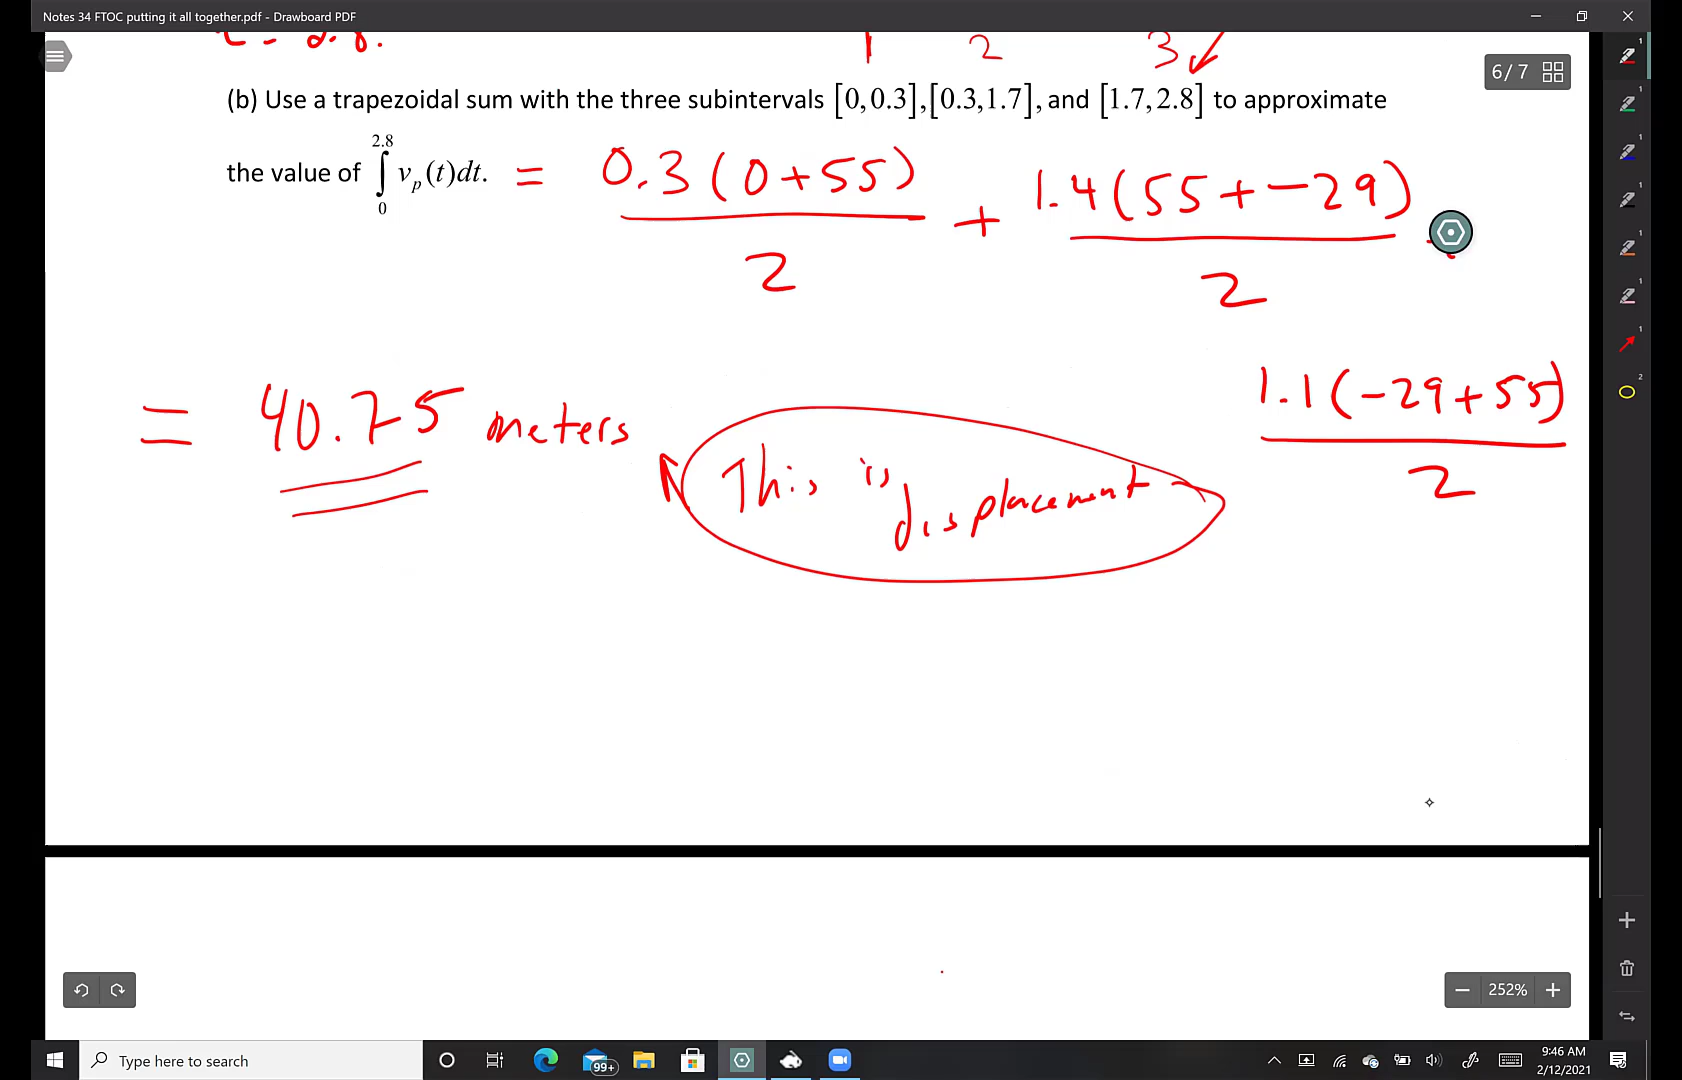 Notes 34 FTOC putting it all together.pdf - Drawboard PDF
1 2 3
6 / 7
(b) Use a trapezoidal sum with the three subintervals [0,0.3],[0.3,1.7], and [1.7,2.8] to approximate
the value of ∫₀^2.8 vₚ(t)dt. = 0.3(0+55)/2 + 1.4(55+-29)/2
1.1(-29+55)/2
= 40.75 meters
This is displacement
252%
Type here to search
99+
9:46 AM
2/12/2021